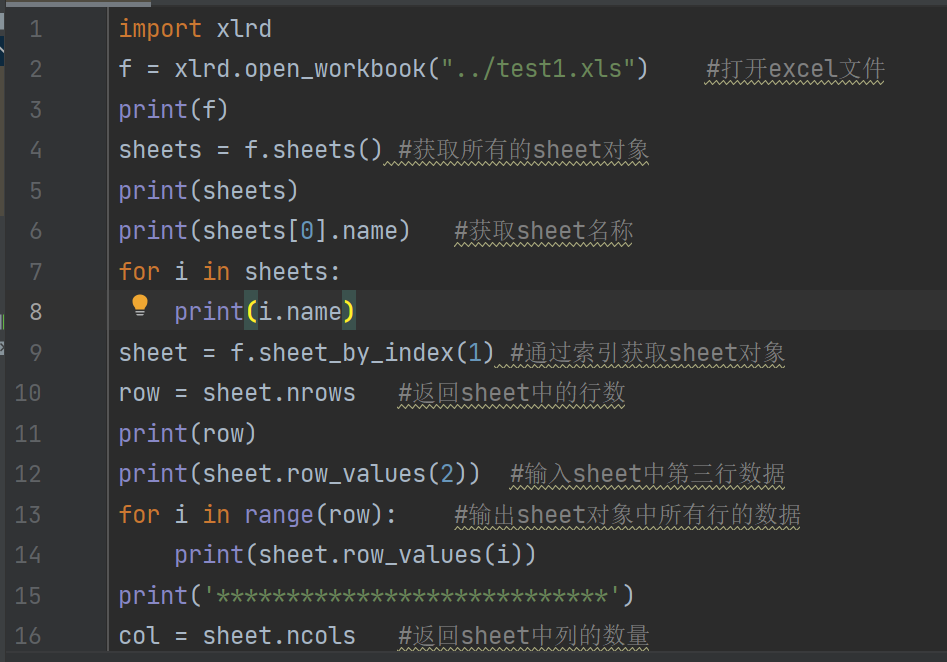 1 import xlrd
2 f = xlrd.open_workbook("../test1.xls")    #打开excel文件
3 print(f)
4 sheets = f.sheets() #获取所有的sheet对象
5 print(sheets)
6 print(sheets[0].name)   #获取sheet名称
7 for i in sheets:
8     print(i.name)
9 sheet = f.sheet_by_index(1) #通过索引获取sheet对象
10 row = sheet.nrows   #返回sheet中的行数
11 print(row)
12 print(sheet.row_values(2))  #输入sheet中第三行数据
13 for i in range(row):    #输出sheet对象中所有行的数据
14     print(sheet.row_values(i))
15 print('****************************')
16 col = sheet.ncols   #返回sheet中列的数量